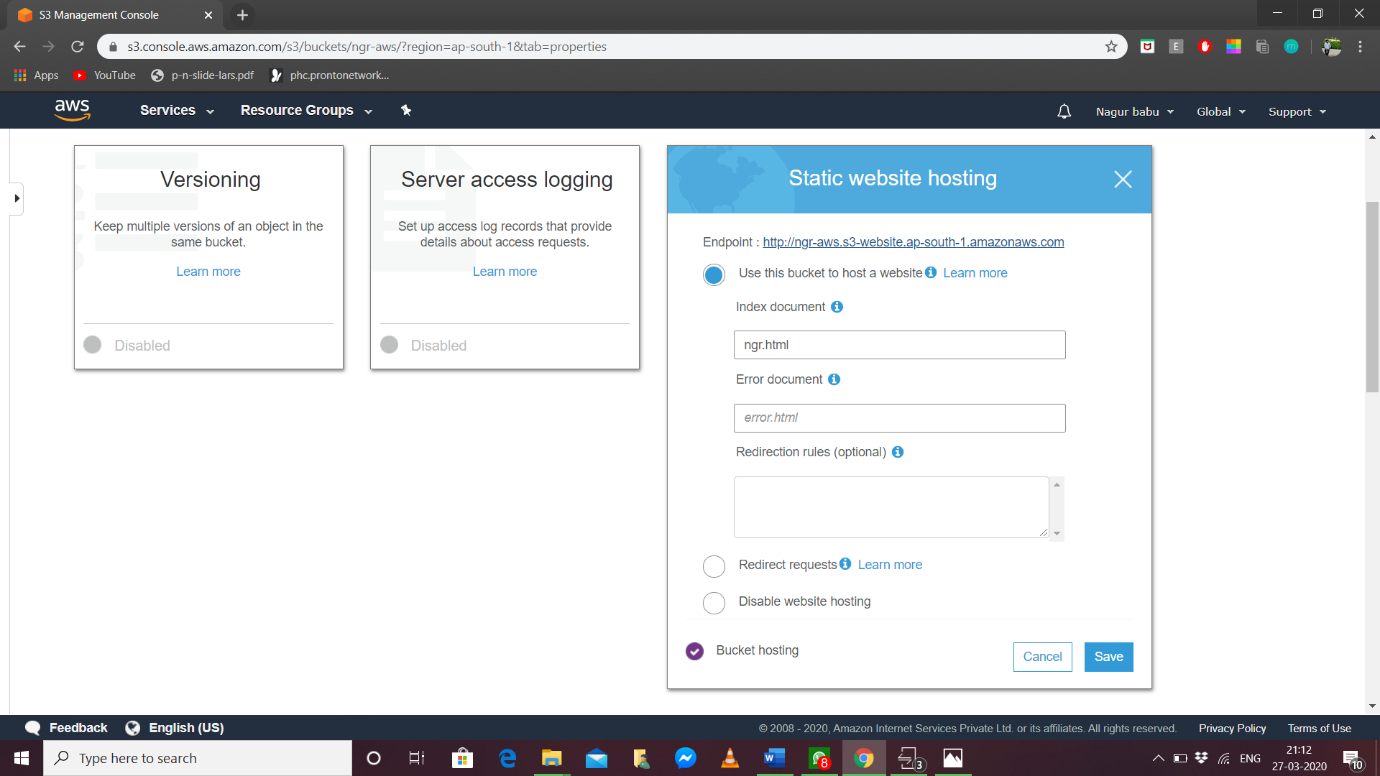 S3 Management Console
s3.console.aws.amazon.com/s3/buckets/ngr-aws/?region=ap-south-1&tab=properties
E
m
Apps YouTube p-n-slide-lars.pdf phc.prontonetwork...
aws Services Resource Groups Nagur babu Global Support
Versioning
Keep multiple versions of an object in the
same bucket.
Learn more
Disabled
Server access logging
Set up access log records that provide
details about access requests.
Learn more
Disabled
Static website hosting
Endpoint : http://ngr-aws.s3-website.ap-south-1.amazonaws.com
Use this bucket to host a website Learn more
Index document
ngr.html
Error document
error.html
Redirection rules (optional)
Redirect requests Learn more
Disable website hosting
Bucket hosting
Cancel Save
Feedback English (US) © 2008 - 2020, Amazon Internet Services Private Ltd. or its affiliates. All rights reserved. Privacy Policy Terms of Use
Type here to search 8 3 ENG 21:12
27-03-2020 10